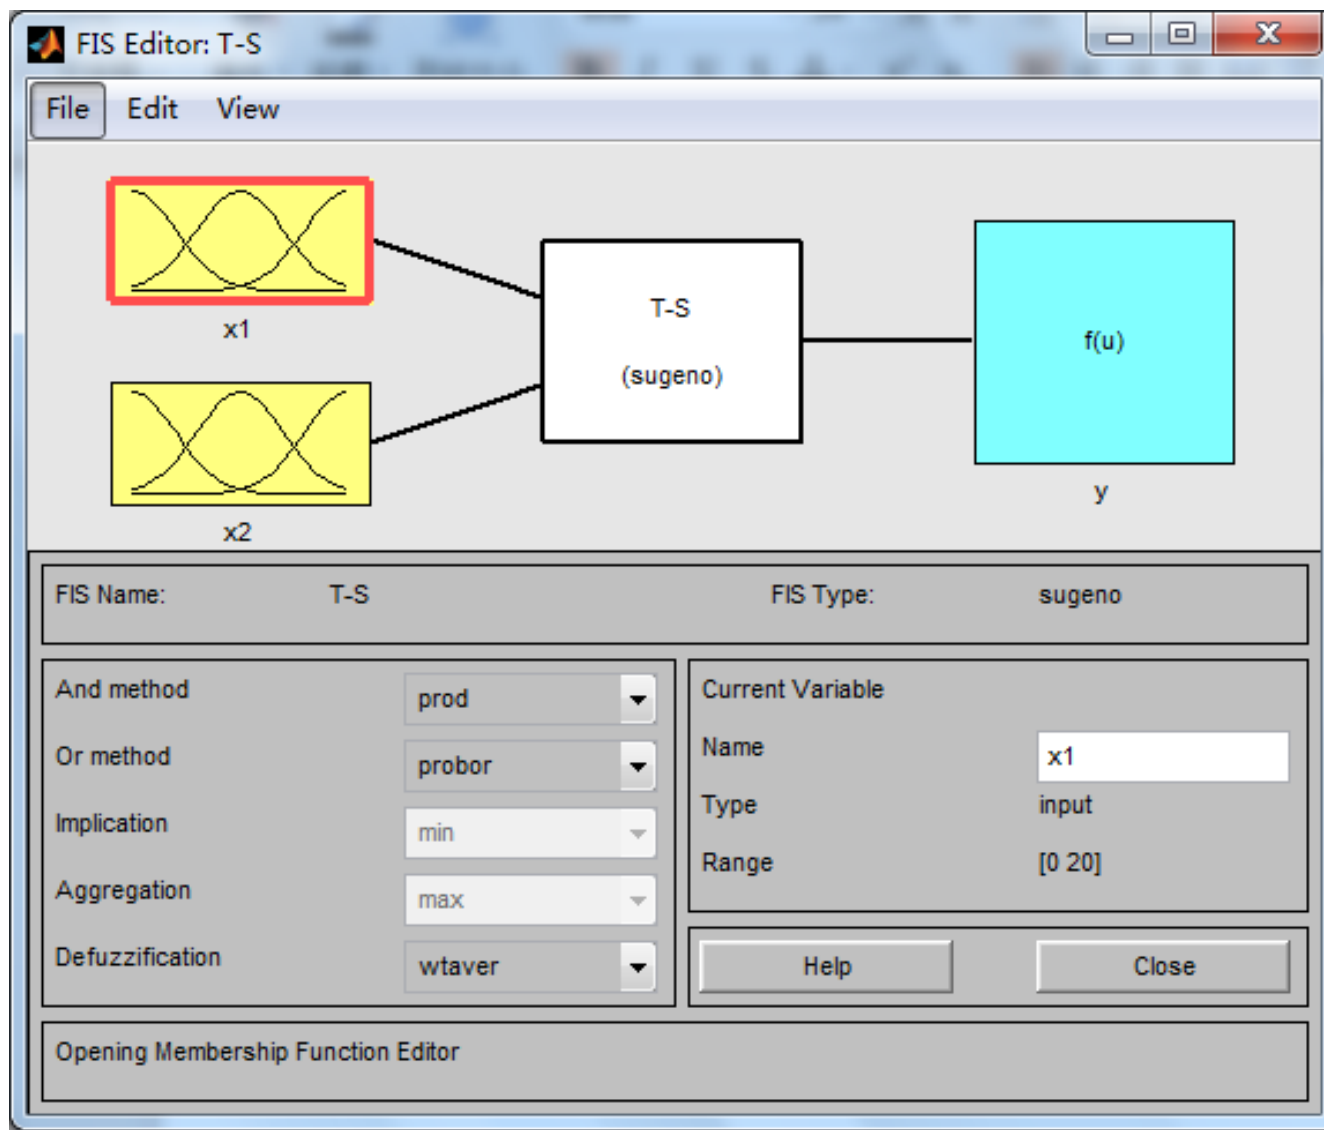 FIS Editor: T-S
File Edit View
x1
x2
T-S
(sugeno)
f(u)
y
FIS Name: T-S FIS Type: sugeno
And method prod
Or method probor
Implication min
Aggregation max
Defuzzification wtaver
Current Variable
Name x1
Type input
Range [0 20]
Help Close
Opening Membership Function Editor